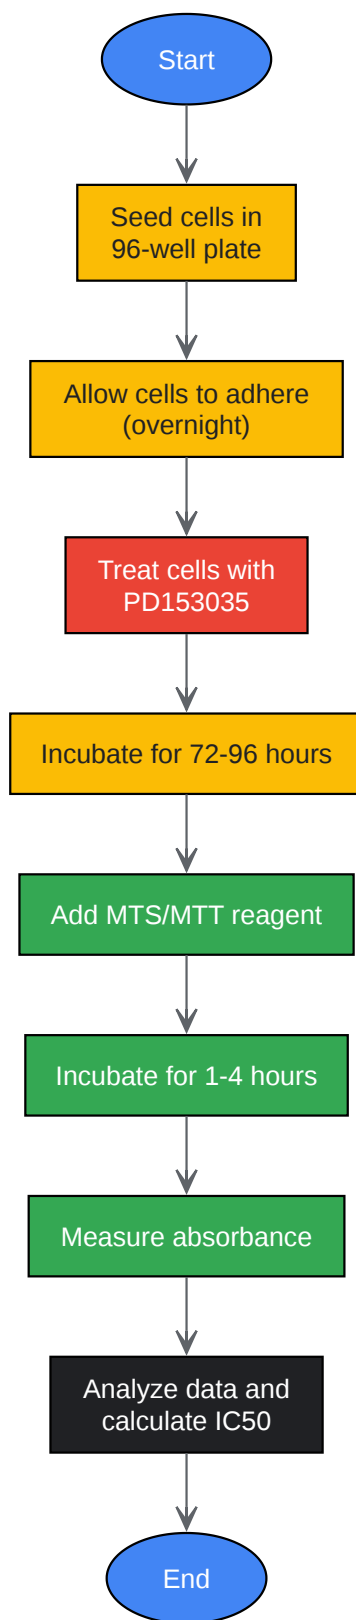 Start
Seed cells in
96-well plate
Allow cells to adhere
(overnight)
Treat cells with
PD153035
Incubate for 72-96 hours
Add MTS/MTT reagent
Incubate for 1-4 hours
Measure absorbance
Analyze data and
calculate IC50
End